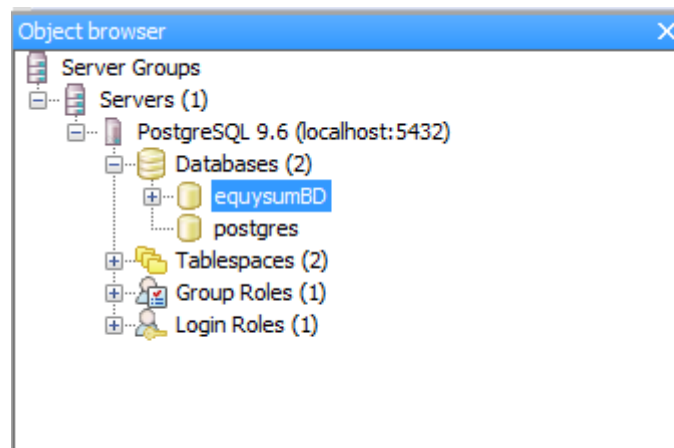 Object browser
Server Groups
Servers (1)
PostgreSQL 9.6 (localhost:5432)
Databases (2)
equysumBD
postgres
Tablespaces (2)
Group Roles (1)
Login Roles (1)